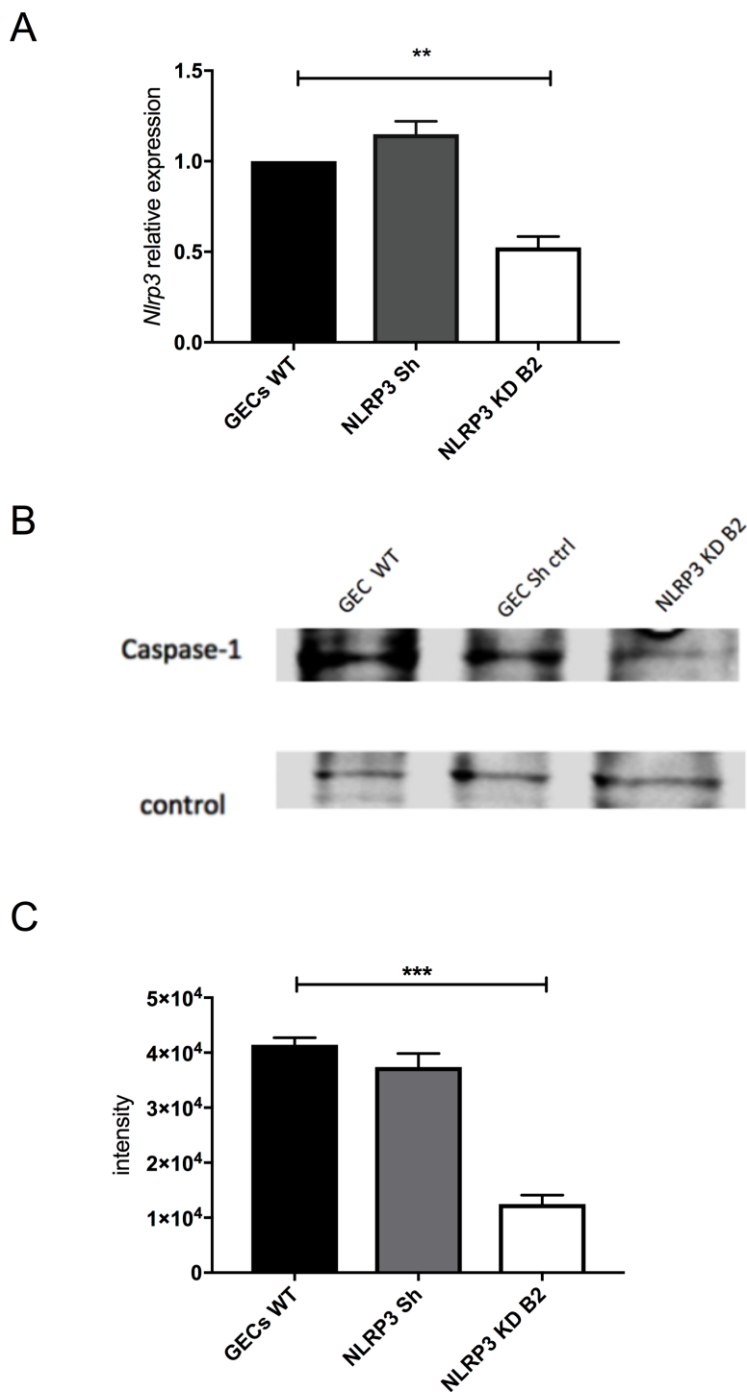 A
**
1.5
1.0
0.5
0.0
Nlrp3 relative expression
GECs WT
NLRP3 Sh
NLRP3 KD B2
B
GEC WT
GEC Sh ctrl
NLRP3 KD B2
Caspase-1
control
C
***
5×10⁴
4×10⁴
3×10⁴
2×10⁴
1×10⁴
0
intensity
GECs WT
NLRP3 Sh
NLRP3 KD B2